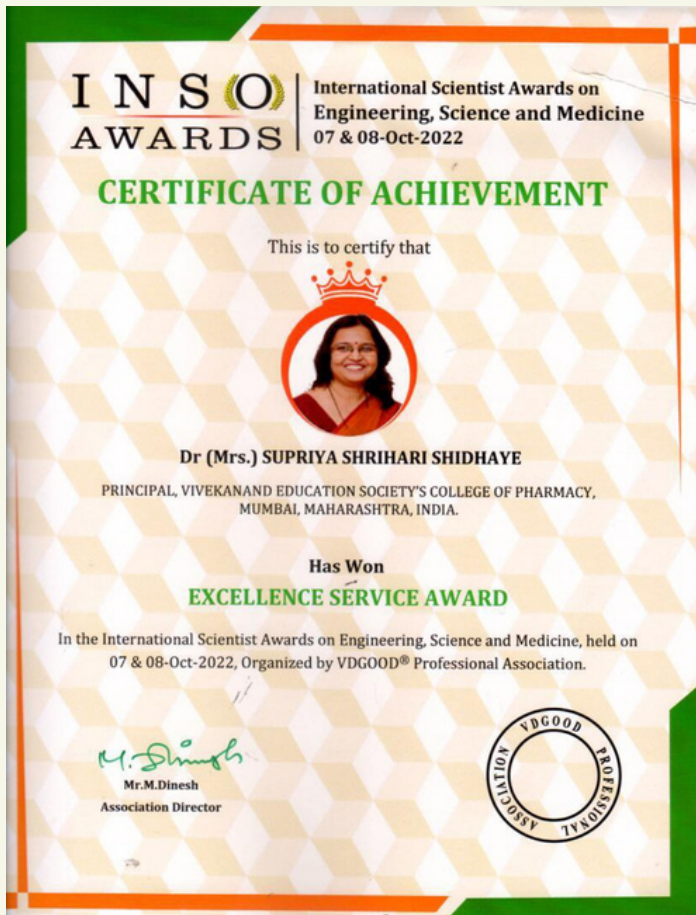 INSO
AWARDS
International Scientist Awards on
Engineering, Science and Medicine
07 & 08-Oct-2022
CERTIFICATE OF ACHIEVEMENT
This is to certify that
Dr (Mrs.) SUPRIYA SHRIHARI SHIDHAYE
PRINCIPAL, VIVEKANAND EDUCATION SOCIETY'S COLLEGE OF PHARMACY,
MUMBAI, MAHARASHTRA, INDIA.
Has Won
EXCELLENCE SERVICE AWARD
In the International Scientist Awards on Engineering, Science and Medicine, held on
07 & 08-Oct-2022, Organized by VDGOOD® Professional Association.
M. Dinesh
Mr.M.Dinesh
Association Director
VDGOOD PROFESSIONAL ASSOCIATION